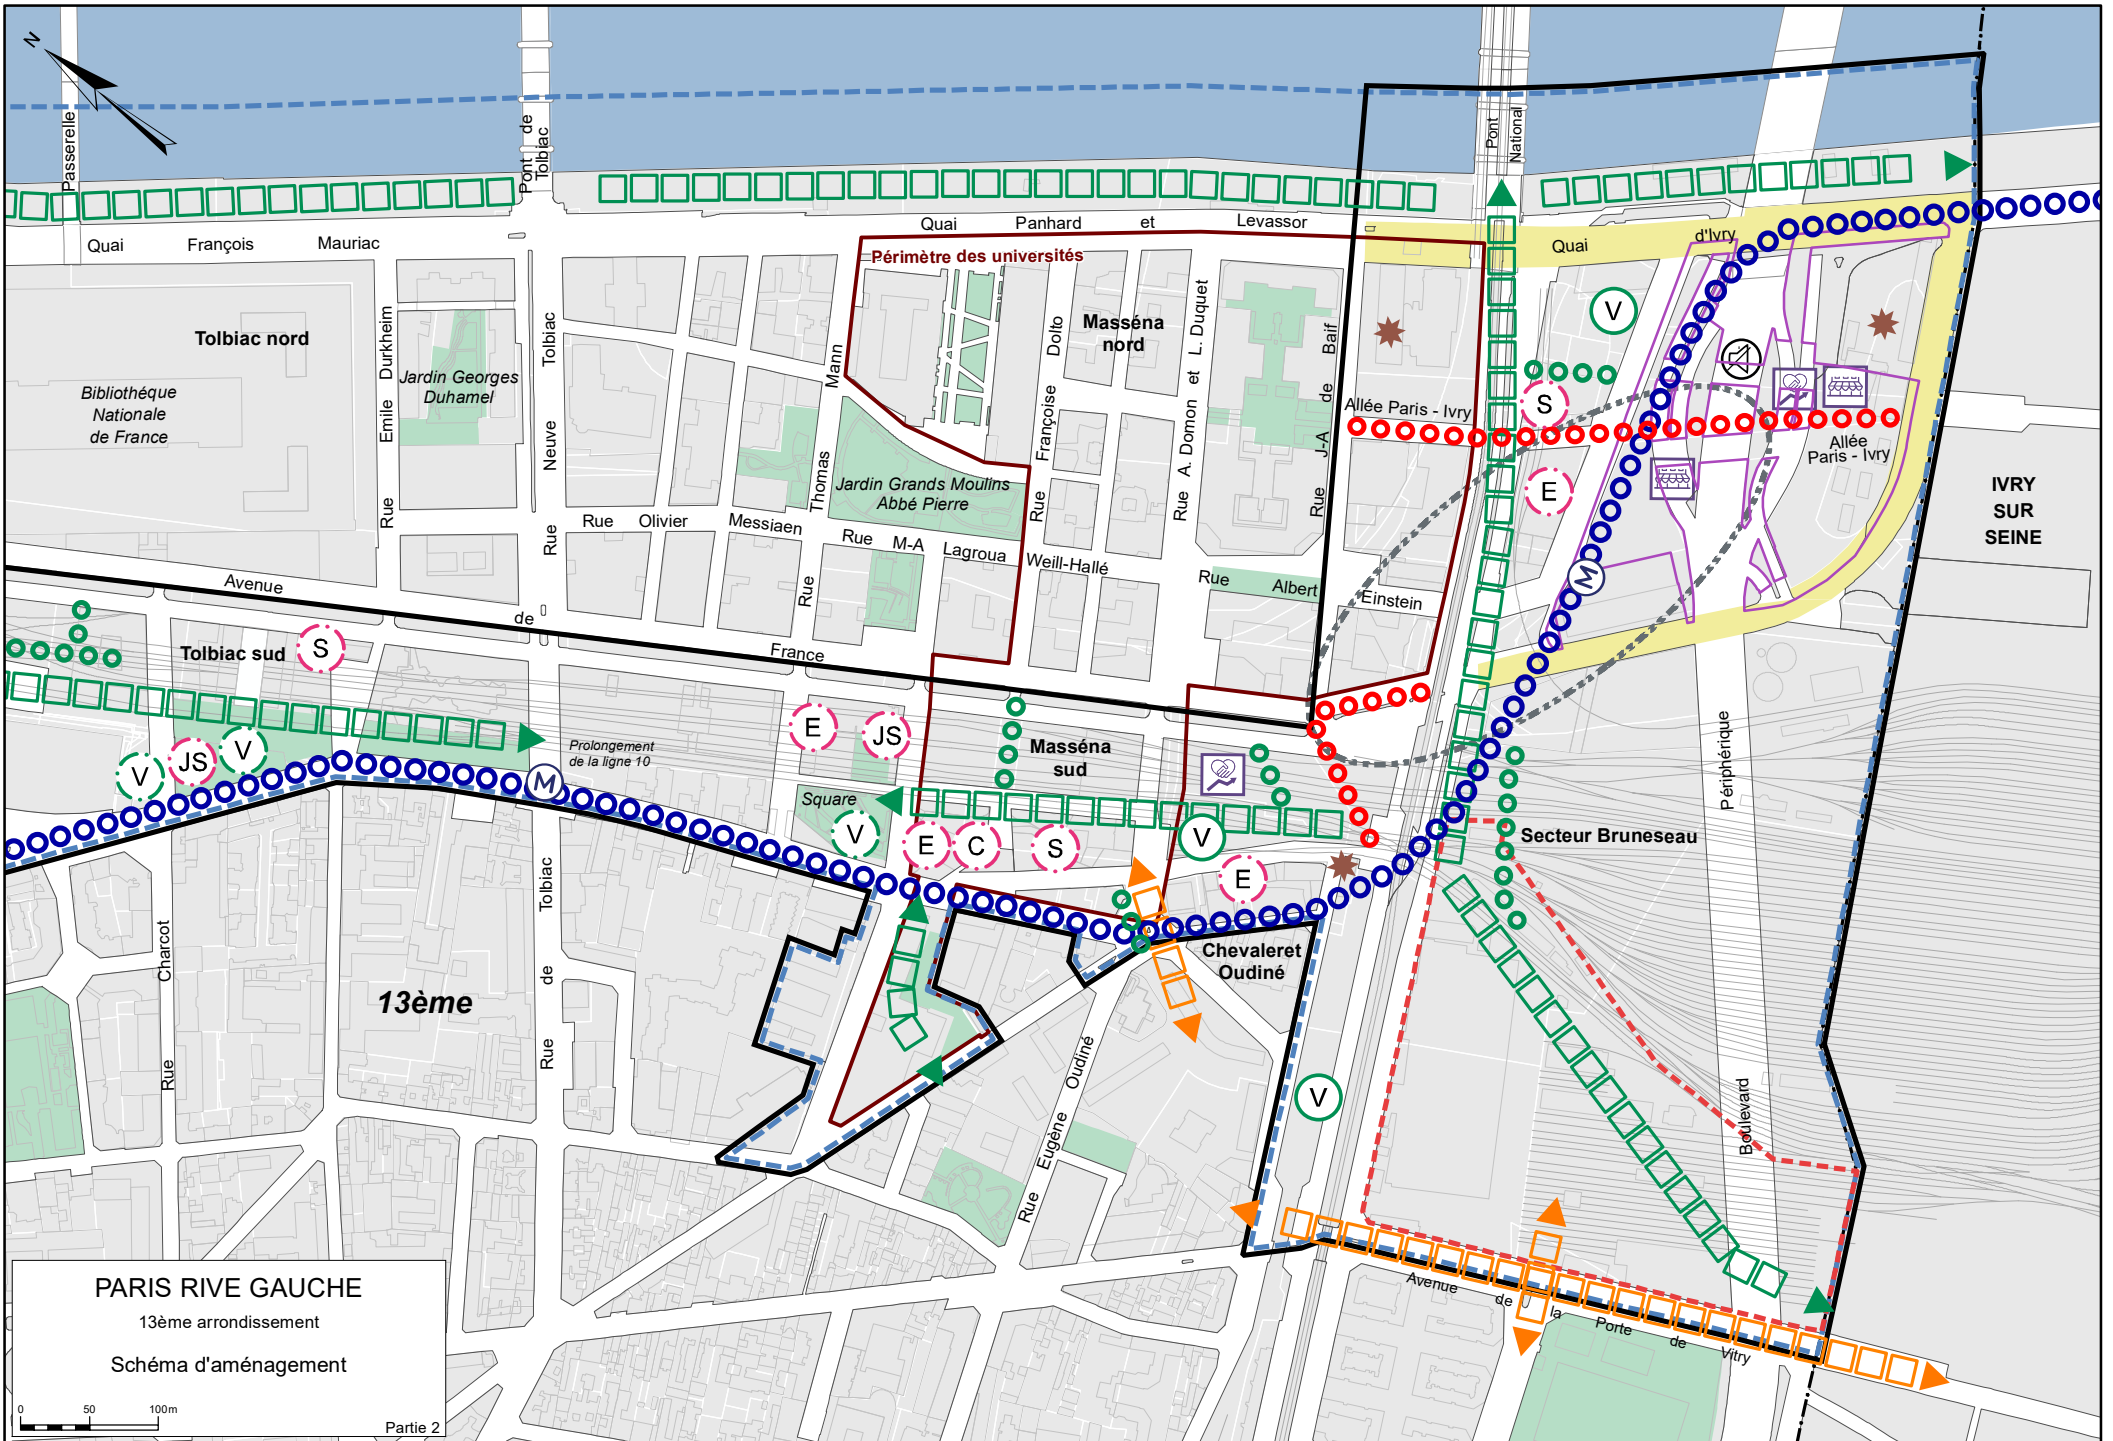 N
Passerelle
Pont de
Tolbiac
Pont
National
Quai François Mauriac
Quai Panhard et Levassor
Quai d'Ivry
Périmètre des universités
Tolbiac nord
Bibliothéque
Nationale
de France
Rue Emile Durkheim
Jardin Georges
Duhamel
Rue Neuve Tolbiac
Rue Thomas Mann
Masséna
nord
Rue Françoise Dolto
Rue A. Domon et L. Duquet
Rue J-A de Baif
Jardin Grands Moulins
Abbé Pierre
Allée Paris - Ivry
Allée
Paris - Ivry
V
S
E
M
IVRY
SUR
SEINE
Rue Olivier Messiaen
Rue M-A Lagroua Weill-Hallé
Rue Albert Einstein
Avenue de France
Tolbiac sud
S
V
JS
V
M
Prolongement
de la ligne 10
E
JS
Masséna
sud
Square
V
E
C
S
V
E
Secteur Bruneseau
Boulevard Périphérique
Chevaleret
Oudiné
V
13ème
Rue Charcot
Rue de Tolbiac
Rue Eugène Oudiné
Avenue de la Porte de Vitry
PARIS RIVE GAUCHE
13ème arrondissement
Schéma d'aménagement
0 50 100m
Partie 2